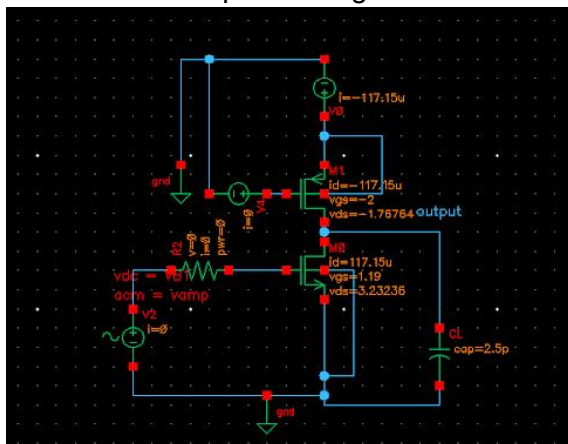 i=-117.15u
V0
M1
gnd
id=-117.15u
vgs=-2
vds=-1.76764
output
V4
i=0
R2
v=0
i=0
pwr=0
M0
id=117.15u
vgs=1.19
vds=3.23236
vdc = vb1
acm = vamp
V2
i=0
CL
cap=2.5p
gnd